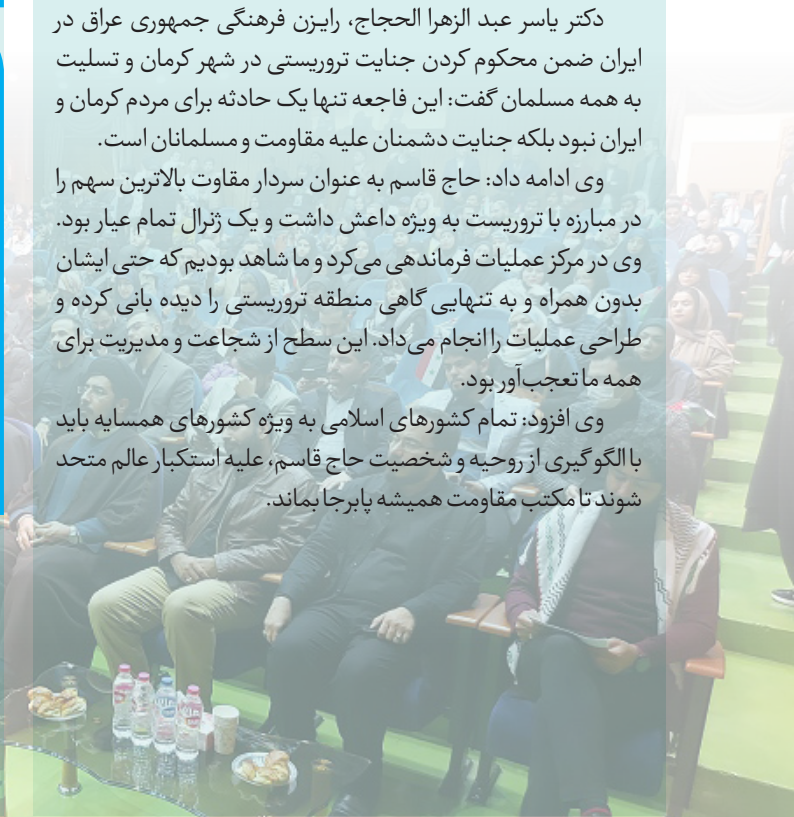 دکتر یاسر عبد الزهرا الحجاج، رایزن فرهنگی جمهوری عراق در
ایران ضمن محکوم کردن جنایت تروریستی در شهر کرمان و تسلیت
به همه مسلمان گفت: این فاجعه تنها یک حادثه برای مردم کرمان و
ایران نبود بلکه جنایت دشمنان علیه مقاومت و مسلمانان است.
وی ادامه داد: حاج قاسم به عنوان سردار مقاوت بالاترین سهم را
در مبارزه با تروریست به ویژه داعش داشت و یک ژنرال تمام عیار بود.
وی در مرکز عملیات فرماندهی می‌کرد و ما شاهد بودیم که حتی ایشان
بدون همراه و به تنهایی گاهی منطقه تروریستی را دیده بانی کرده و
طراحی عملیات را انجام می‌داد. این سطح از شجاعت و مدیریت برای
همه ما تعجب‌آور بود.
وی افزود: تمام کشورهای اسلامی به ویژه کشورهای همسایه باید
با الگو گیری از روحیه و شخصیت حاج قاسم، علیه استکبار عالم متحد
شوند تا مکتب مقاومت همیشه پابرجا بماند.